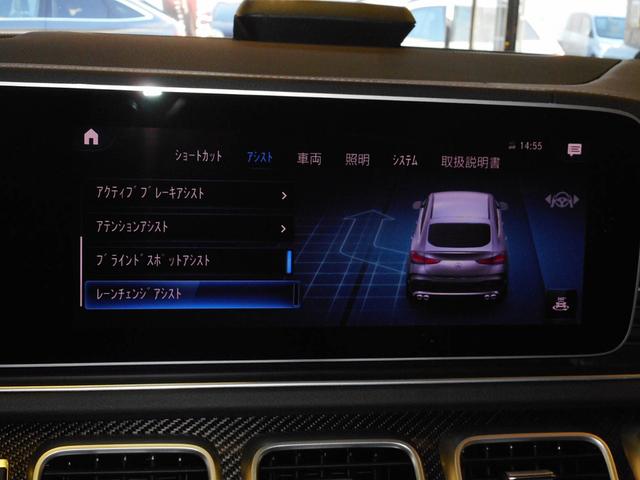 14:55
ショートカット アシスト 車両 照明 システム 取扱説明書
アクティブブレーキアシスト
アテンションアシスト
ブラインドスポットアシスト
レーンチェンジアシスト